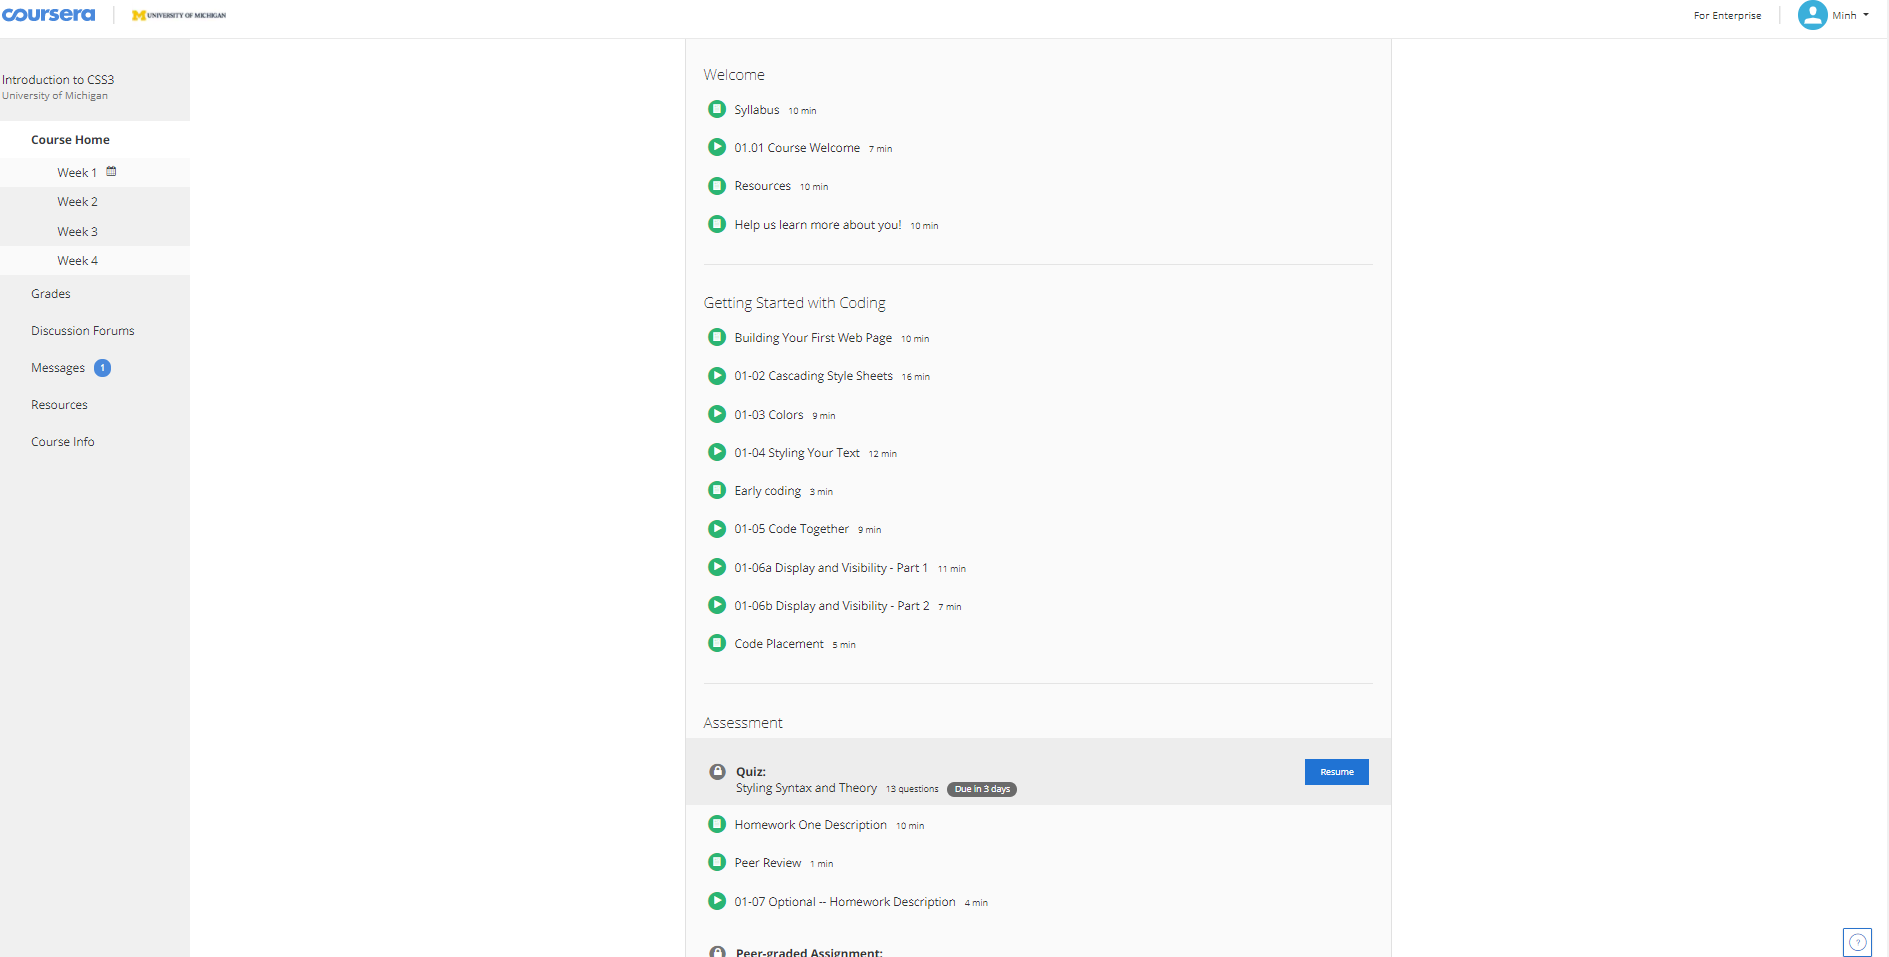 coursera
UNIVERSITY OF MICHIGAN
For Enterprise
Minh
Introduction to CSS3
University of Michigan
Course Home
Week 1
Week 2
Week 3
Week 4
Grades
Discussion Forums
Messages 1
Resources
Course Info
Welcome
Syllabus 10 min
01.01 Course Welcome 7 min
Resources 10 min
Help us learn more about you! 10 min
Getting Started with Coding
Building Your First Web Page 10 min
01-02 Cascading Style Sheets 16 min
01-03 Colors 9 min
01-04 Styling Your Text 12 min
Early coding 3 min
01-05 Code Together 9 min
01-06a Display and Visibility - Part 1 11 min
01-06b Display and Visibility - Part 2 7 min
Code Placement 5 min
Assessment
Quiz:
Styling Syntax and Theory 13 questions Due in 3 days
Resume
Homework One Description 10 min
Peer Review 1 min
01-07 Optional -- Homework Description 4 min
Peer-graded Assignment:
?